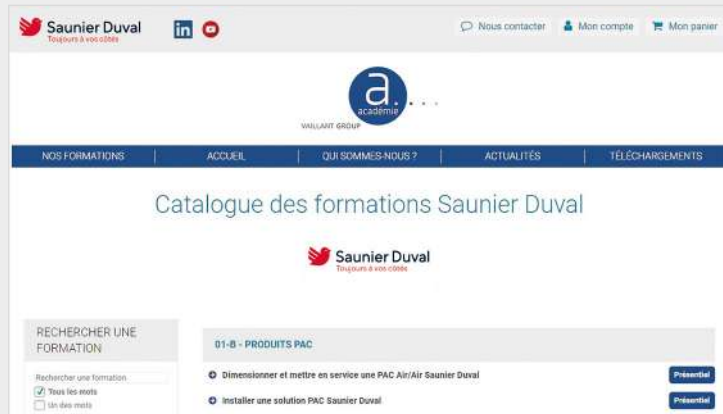 Saunier Duval
Toujours à vos côtés
in
Nous contacter
Mon compte
Mon panier
a....
académie
VAILLANT GROUP
NOS FORMATIONS
ACCUEIL
QUI SOMMES-NOUS ?
ACTUALITÉS
TÉLÉCHARGEMENTS
Catalogue des formations Saunier Duval
Saunier Duval
Toujours à vos côtés
RECHERCHER UNE
FORMATION
Rechercher une formation
Tous les mots
Un des mots
01-B - PRODUITS PAC
Dimensionner et mettre en service une PAC Air/Air Saunier Duval
Présentiel
Installer une solution PAC Saunier Duval
Présentiel